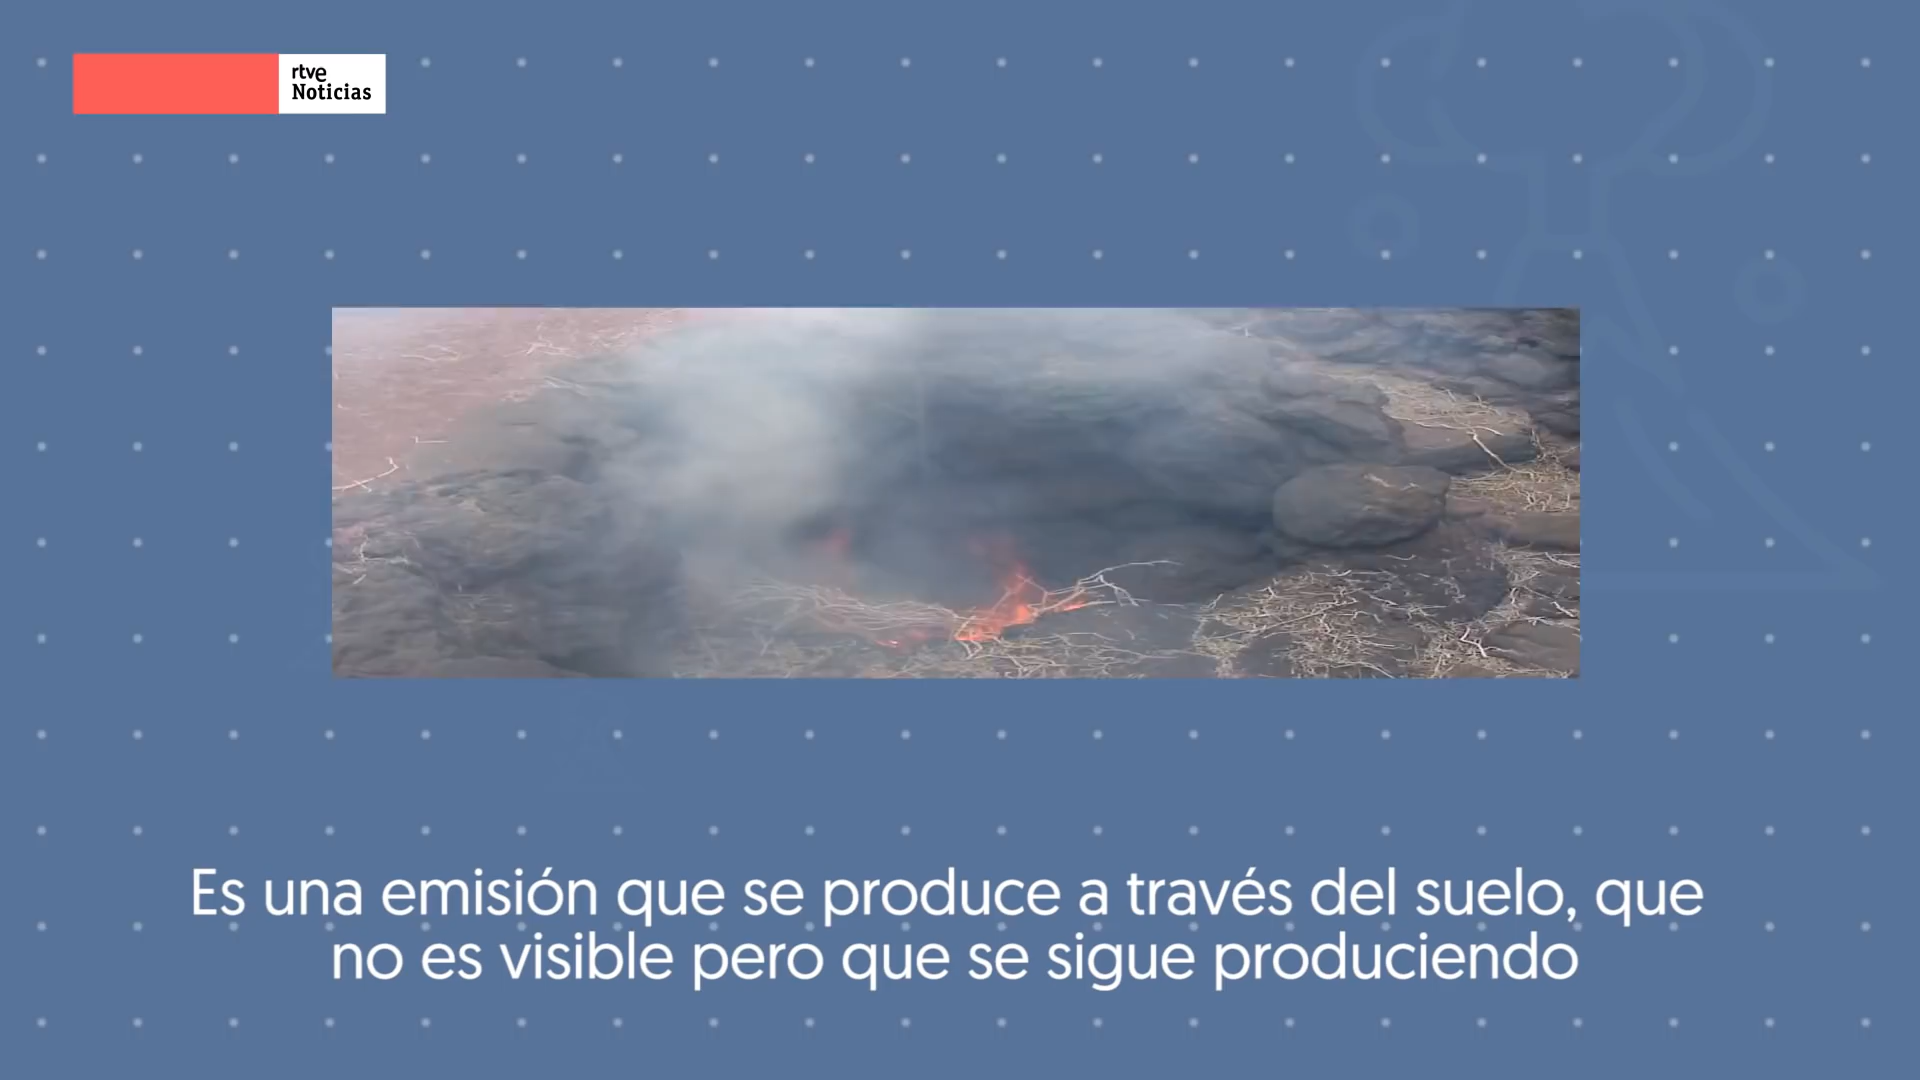 rtve
Noticias
Es una emisión que se produce a través del suelo, que
no es visible pero que se sigue produciendo